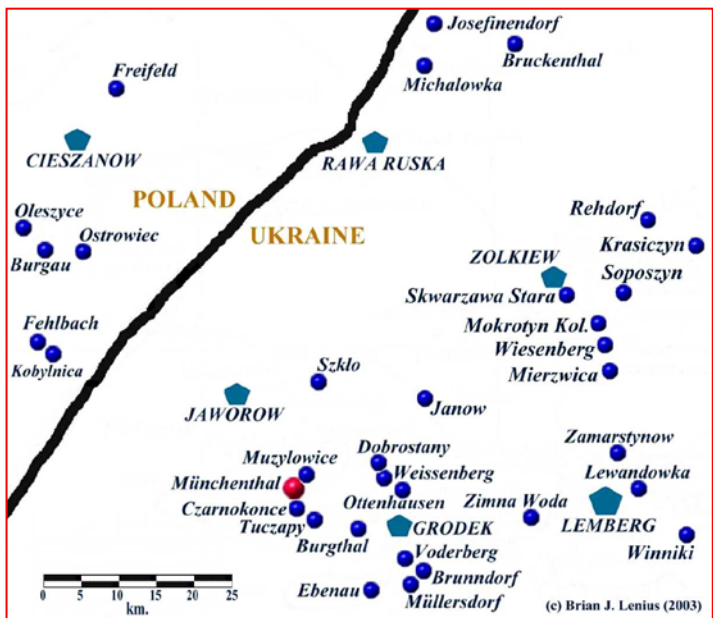 Josefinendorf
Bruckenthal
Freifeld
Michalowka
CIESZANOW
RAWA RUSKA
POLAND
Oleszyce
Rehdorf
Ostrowiec
UKRAINE
Krasiczyn
Burgau
ZOLKIEW
Soposzyn
Skwarzawa Stara
Fehlbach
Mokrotyn Kol.
Wiesenberg
Kobylnica
Szkło
Mierzwica
JAWOROW
Janow
Dobrostany
Zamarstynow
Muzylowice
Weissenberg
Lewandowka
Münchenthal
Ottenhausen
Zimna Woda
Czarnokonce
Tuczapy
GRODEK
LEMBERG
Burgthal
Winniki
Voderberg
Brunndorf
Ebenau
Müllersdorf
0 5 10 15 20 25
km.
(c) Brian J. Lenius (2003)